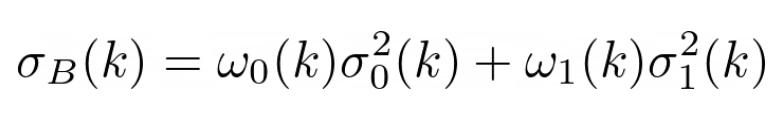 σ_B(k) = ω_0(k)σ_0^2(k) + ω_1(k)σ_1^2(k)